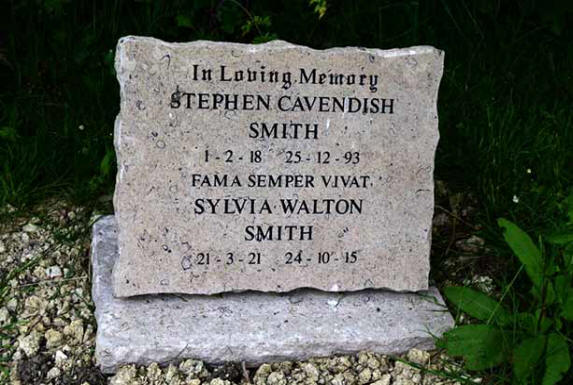 In Loving Memory
STEPHEN CAVENDISH
SMITH
1-2-18 25-12-93
FAMA SEMPER VIVAT
SYLVIA WALTON
SMITH
21-3-21 24-10-15